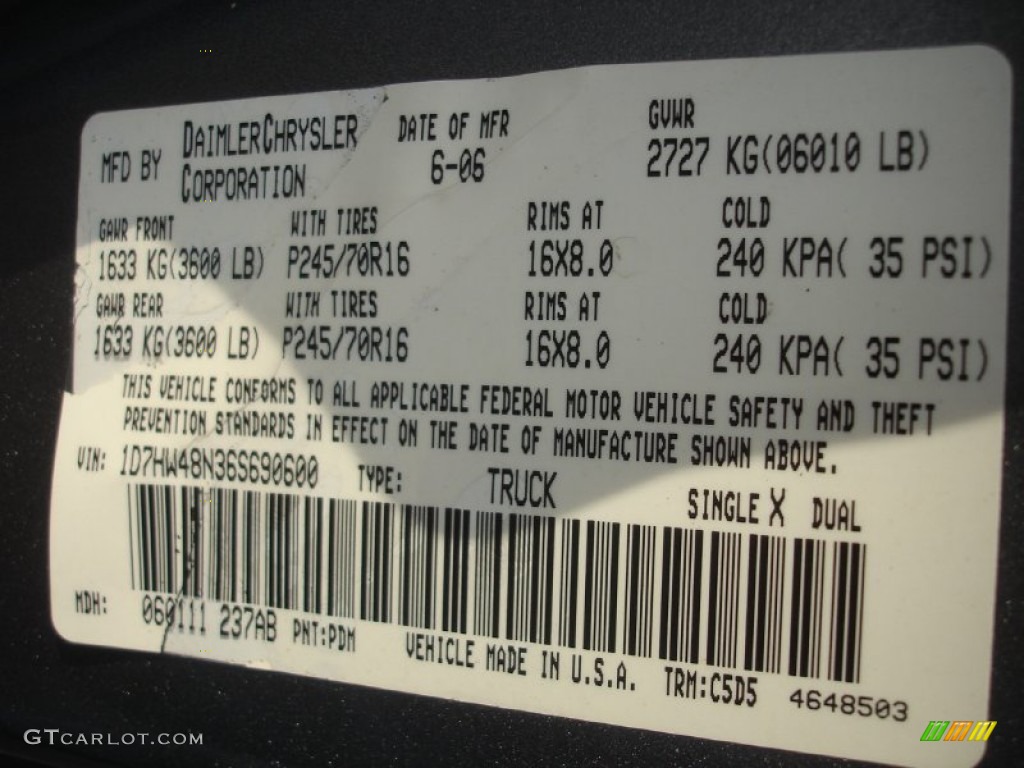 MFD BY DAIMLERCHRYSLER CORPORATION DATE OF MFR 6-06 GVWR 2727 KG(06010 LB)
GAWR FRONT WITH TIRES RIMS AT COLD
1633 KG(3600 LB) P245/70R16 16X8.0 240 KPA( 35 PSI)
GAWR REAR WITH TIRES RIMS AT COLD
1633 KG(3600 LB) P245/70R16 16X8.0 240 KPA( 35 PSI)
THIS VEHICLE CONFORMS TO ALL APPLICABLE FEDERAL MOTOR VEHICLE SAFETY AND THEFT
PREVENTION STANDARDS IN EFFECT ON THE DATE OF MANUFACTURE SHOWN ABOVE.
VIN: 1D7HW48N36S690600 TYPE: TRUCK SINGLE X DUAL
MDH: 060111 237AB PNT:PDM VEHICLE MADE IN U.S.A. TRM:C5D5 4648503
GTCARLOT.COM